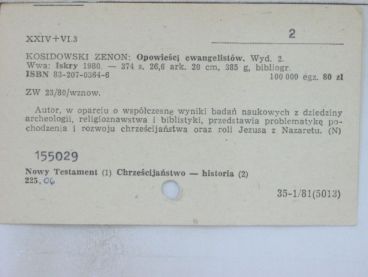 2
XXIV+VI.3
KOSIDOWSKI ZENON: Opowieści ewangelistów. Wyd. 2.
Wwa: Iskry 1980. — 374 s. 26,6 ark. 20 cm, 385 g, bibliogr.
ISBN 83-207-0364-6 100 000 egz. 80 zł
ZW 23/80/wznow.
Autor, w oparciu o współczesne wyniki badań naukowych z dziedziny
archeologii, religioznawstwa i biblistyki, przedstawia problematykę po-
chodzenia i rozwoju chrześcijaństwa oraz roli Jezusa z Nazaretu. (N)
155029
Nowy Testament (1) Chrześcijaństwo — historia (2)
225.06
35-1/81(5013)